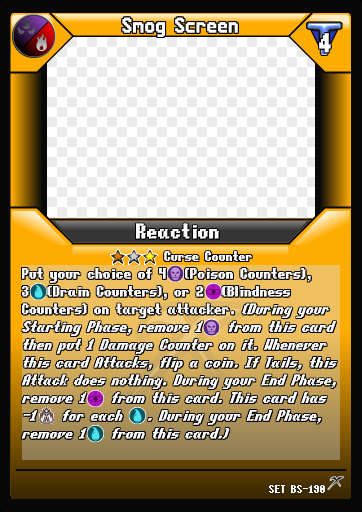 Smog Screen
4
Reaction
Curse Counter
Put your choice of 4(Poison Counters),
3(Drain Counters), or 2(Blindness
Counters) on target attacker. (During your
Starting Phase, remove 1 from this card
then put 1 Damage Counter on it. Whenever
this card Attacks, flip a coin. If Tails, this
Attack does nothing. During your End Phase,
remove 1 from this card. This card has
-1 for each . During your End Phase,
remove 1 from this card.)
SET BS-190